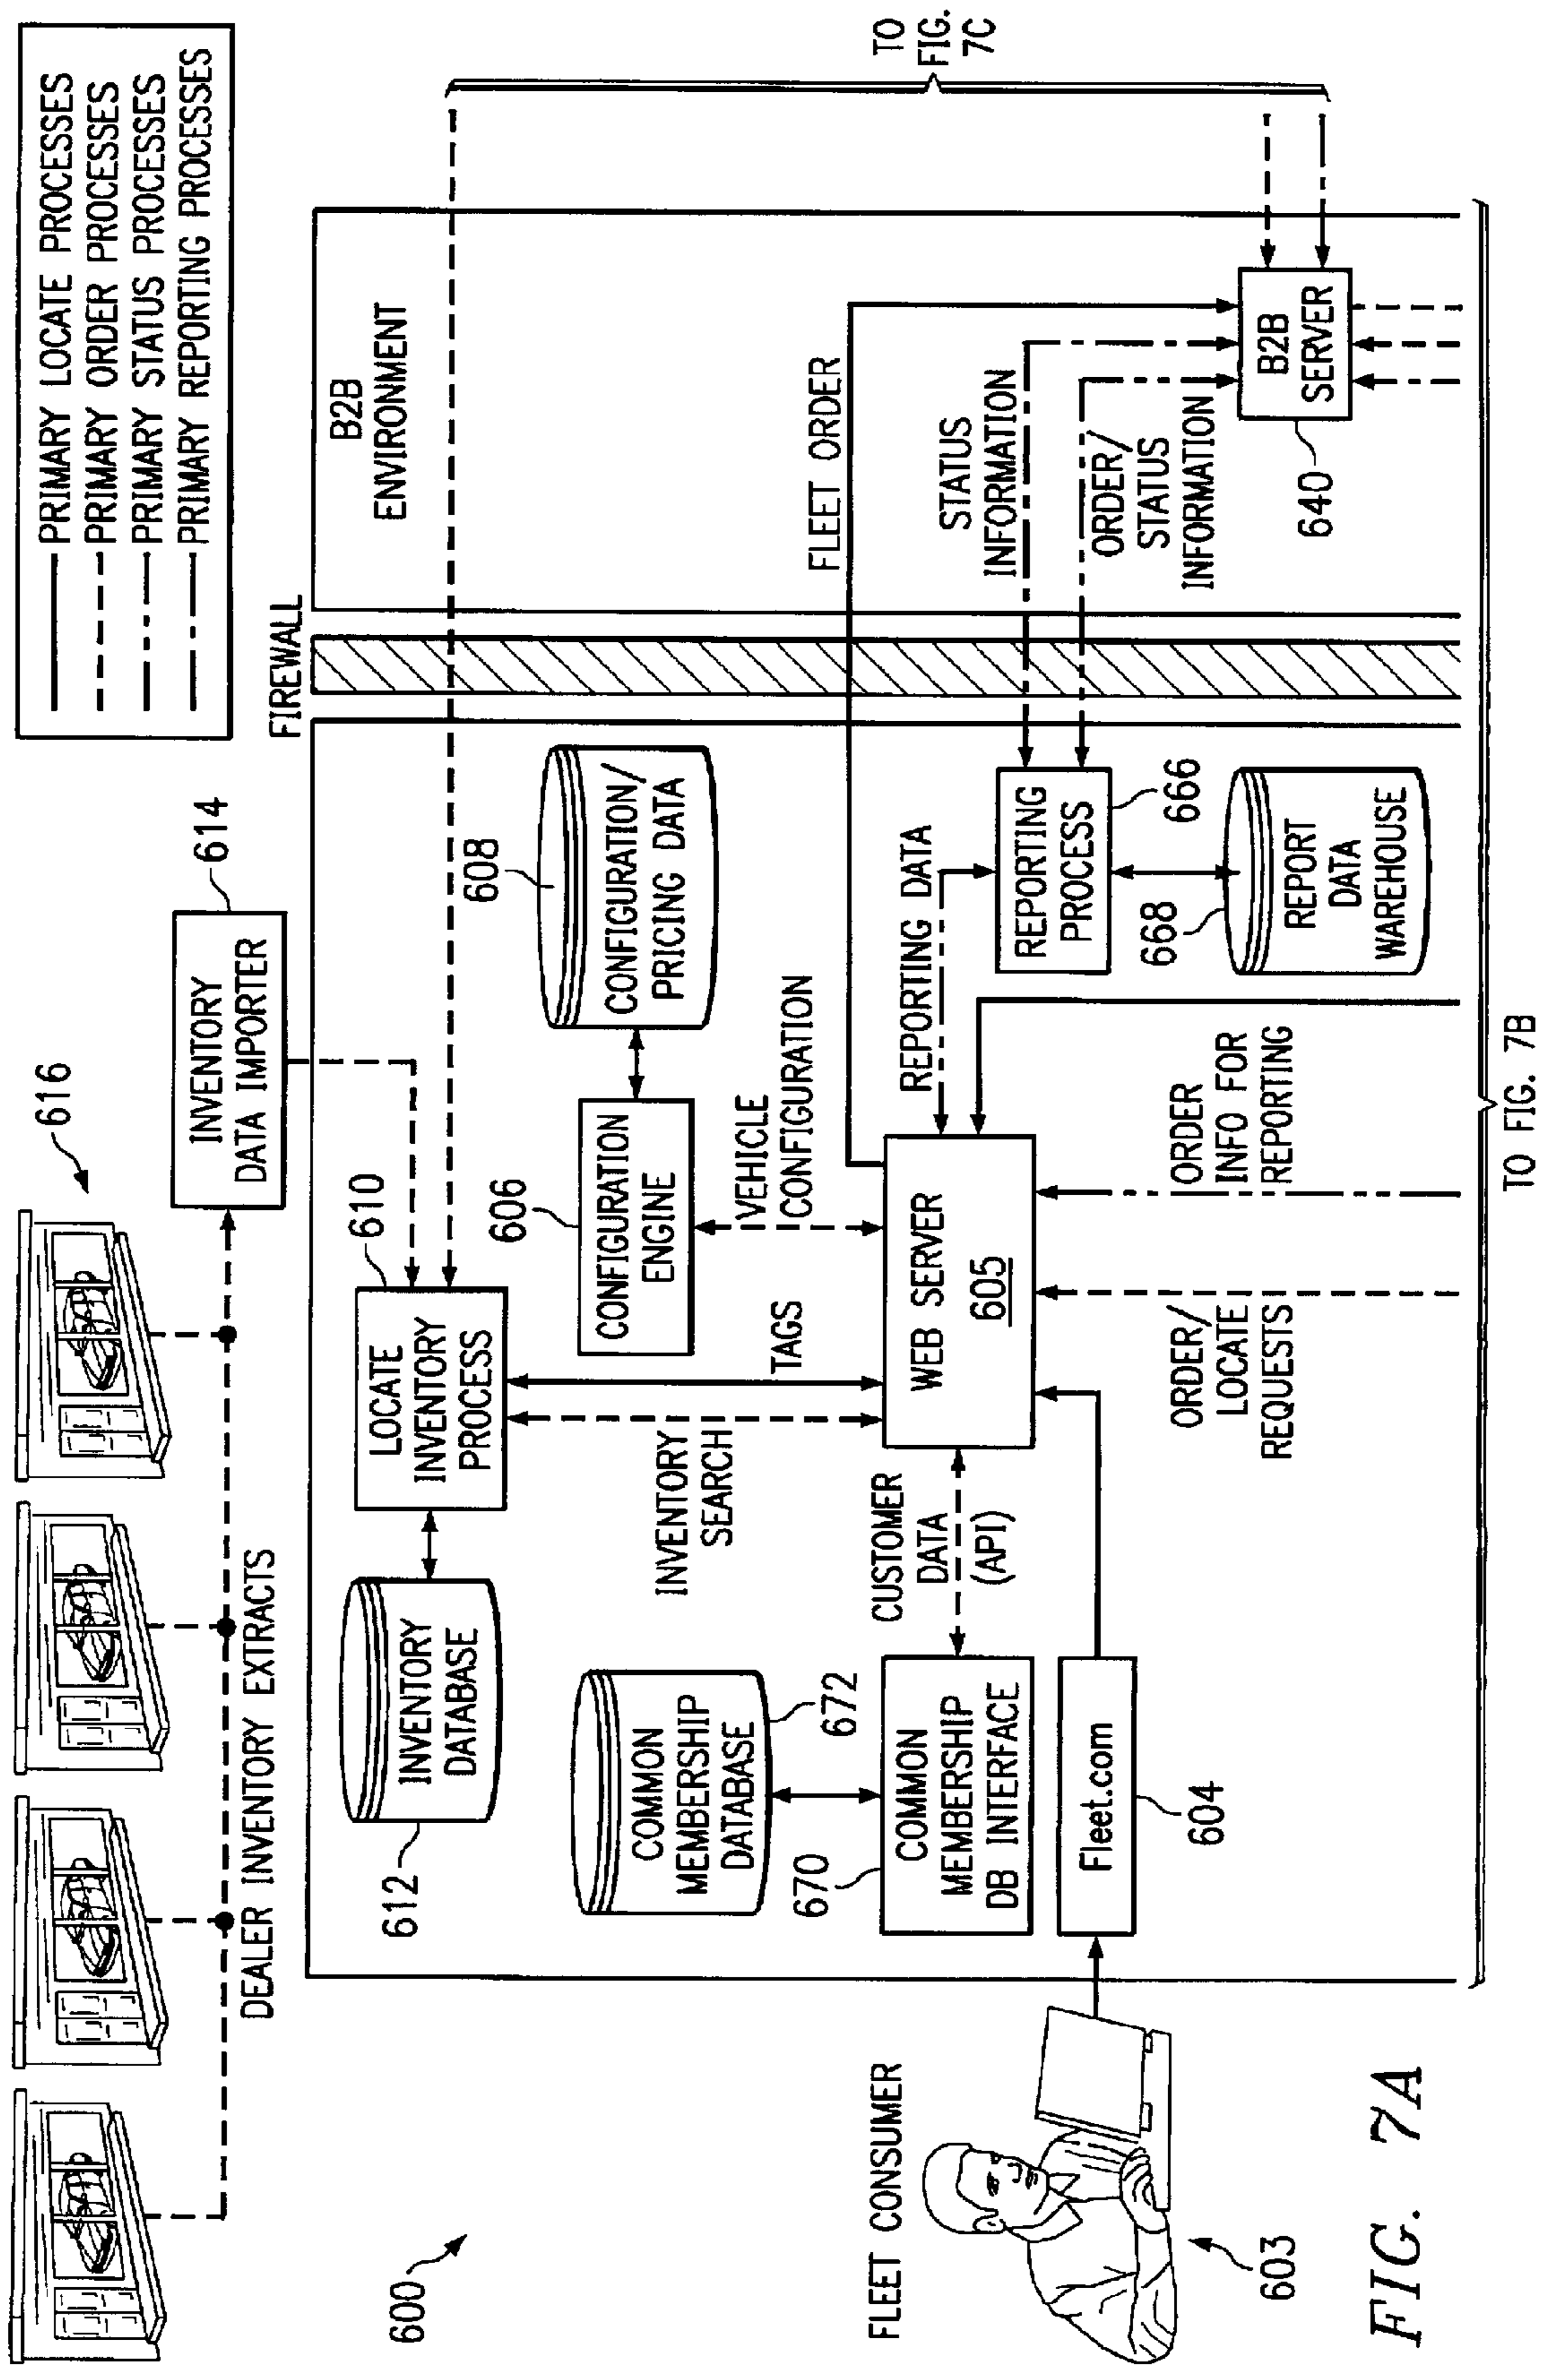 PRIMARY LOCATE PROCESSES
PRIMARY ORDER PROCESSES
PRIMARY STATUS PROCESSES
PRIMARY REPORTING PROCESSES
616
DEALER INVENTORY EXTRACTS
INVENTORY
DATA IMPORTER
614
FIREWALL
B2B
ENVIRONMENT
TO
FIG.
7C
600
612
INVENTORY
DATABASE
LOCATE
INVENTORY
PROCESS
610
CONFIGURATION
ENGINE
606
CONFIGURATION/
PRICING DATA
608
COMMON
MEMBERSHIP
DATABASE
672
INVENTORY
SEARCH
TAGS
VEHICLE
CONFIGURATION
FLEET ORDER
670
COMMON
MEMBERSHIP
DB INTERFACE
CUSTOMER
DATA
(API)
WEB SERVER
605
REPORTING DATA
REPORTING
PROCESS
666
STATUS
INFORMATION
ORDER/
STATUS
INFORMATION
FLEET CONSUMER
603
Fleet.com
604
ORDER/
LOCATE
REQUESTS
ORDER
INFO FOR
REPORTING
668
REPORT
DATA
WAREHOUSE
B2B
SERVER
640
FIG. 7A
TO FIG. 7B